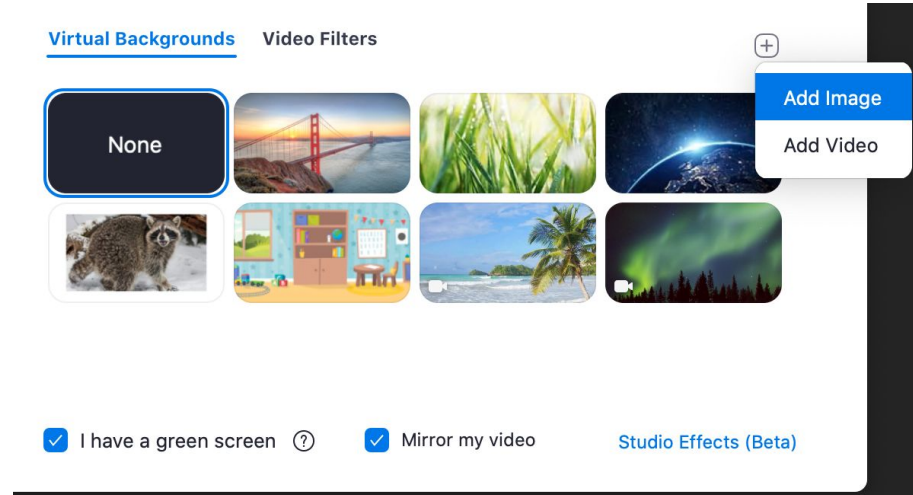 Virtual Backgrounds Video Filters
Add Image
None
Add Video
I have a green screen ? Mirror my video Studio Effects (Beta)